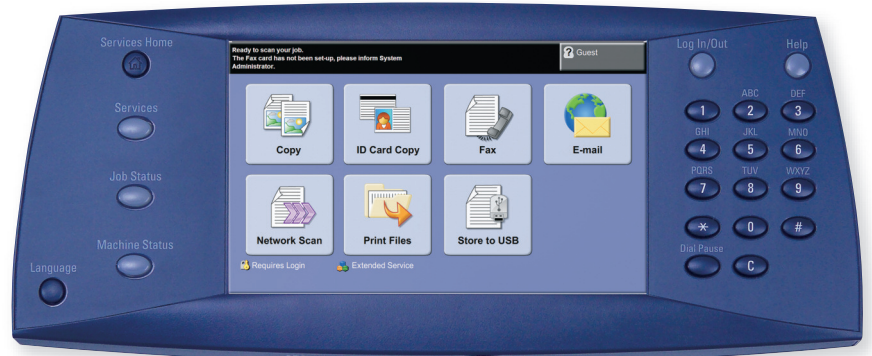 Services Home
Services
Job Status
Machine Status
Language
Ready to scan your job.
The Fax card has not been set-up, please inform System
Administrator.
? Guest
Copy
ID Card Copy
Fax
E-mail
Network Scan
Print Files
Store to USB
Requires Login
Extended Service
Log In/Out
Help
ABC DEF
1 2 3
GHI JKL MNO
4 5 6
PQRS TUV WXYZ
7 8 9
* 0 #
Dial Pause
C